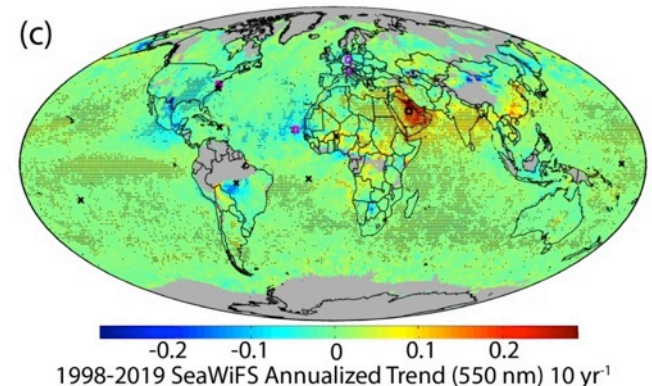 (c)
-0.2 -0.1 0 0.1 0.2
1998-2019 SeaWiFS Annualized Trend (550 nm) 10 yr⁻¹